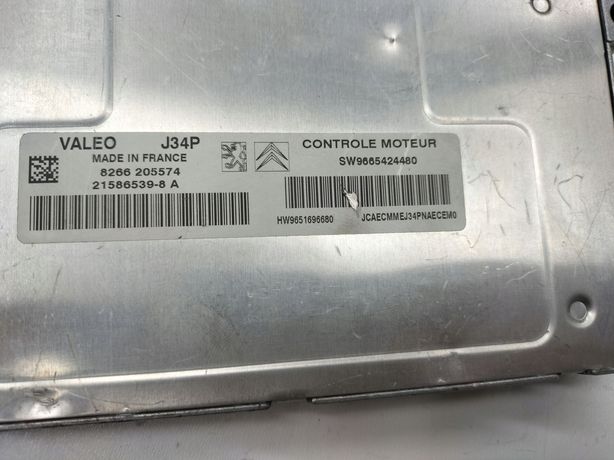 VALEO J34P
MADE IN FRANCE
8266 205574
21586539-8 A
CONTROLE MOTEUR
SW9665424480
HW9651696680 JCAECMMEJ34PNAECEM0